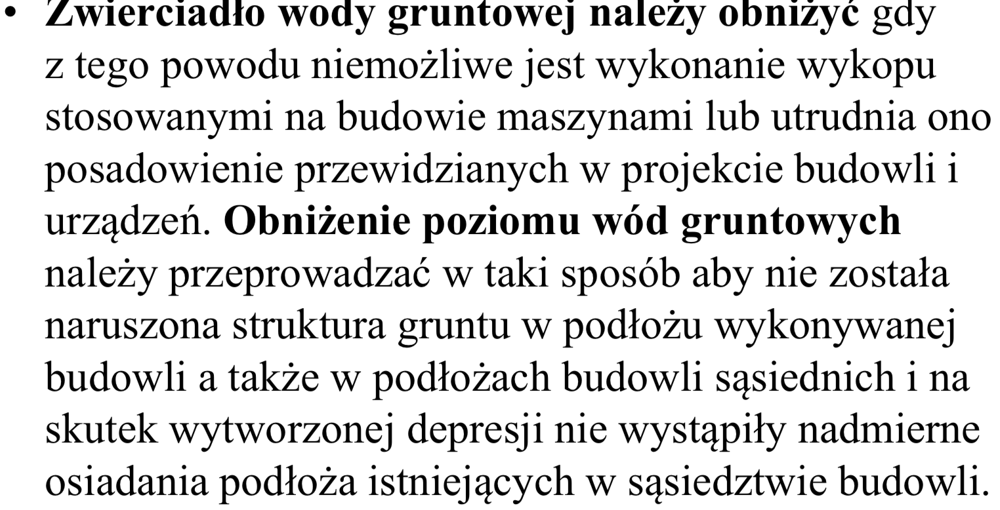 • Zwierciadło wody gruntowej należy obniżyć gdy
z tego powodu niemożliwe jest wykonanie wykopu
stosowanymi na budowie maszynami lub utrudnia ono
posadowienie przewidzianych w projekcie budowli i
urządzeń. Obniżenie poziomu wód gruntowych
należy przeprowadzać w taki sposób aby nie została
naruszona struktura gruntu w podłożu wykonywanej
budowli a także w podłożach budowli sąsiednich i na
skutek wytworzonej depresji nie wystąpiły nadmierne
osiadania podłoża istniejących w sąsiedztwie budowli.